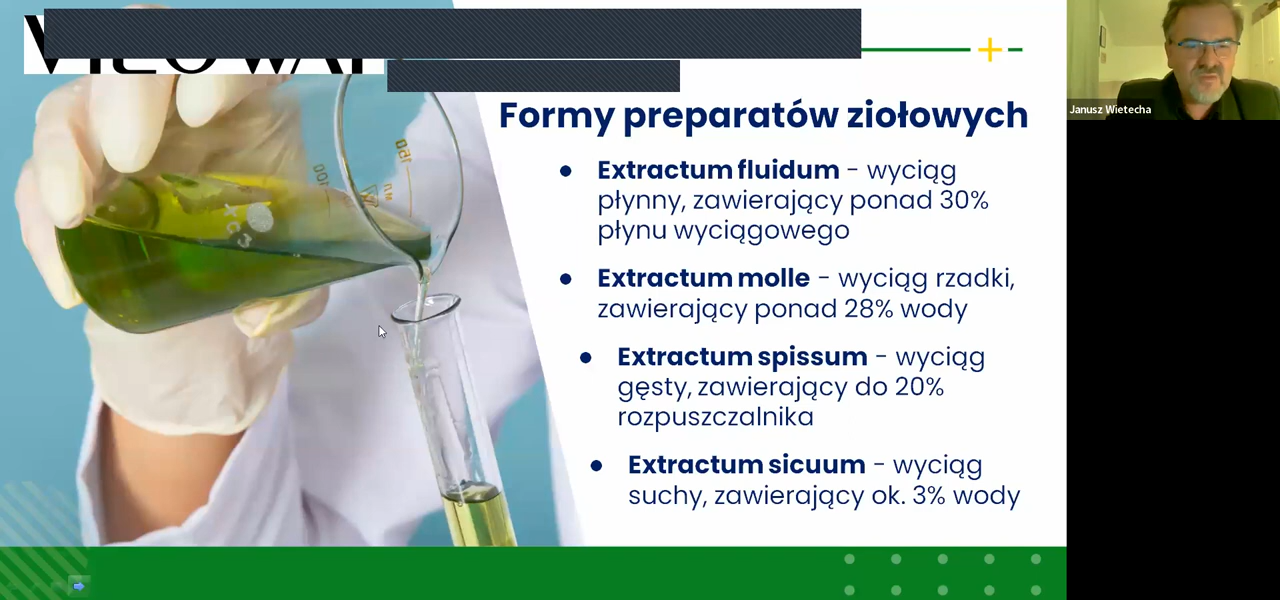 Janusz Wietecha
Formy preparatów ziołowych
• Extractum fluidum - wyciąg
płynny, zawierający ponad 30%
płynu wyciągowego
• Extractum molle - wyciąg rzadki,
zawierający ponad 28% wody
• Extractum spissum - wyciąg
gęsty, zawierający do 20%
rozpuszczalnika
• Extractum sicuum - wyciąg
suchy, zawierający ok. 3% wody